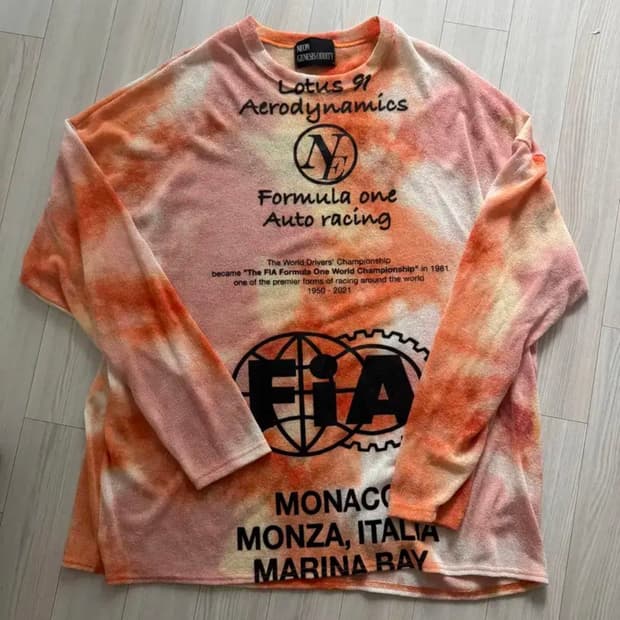 NEON
GENESIS ODDITY
Lotus 91
Aerodynamics
NE
Formula one
Auto racing
The World Drivers' Championship
became "The FIA Formula One World Championship" in 1981.
one of the premier forms of racing around the world
1950 - 2021
FiA
MONACO
MONZA, ITALIA
MARINA BAY